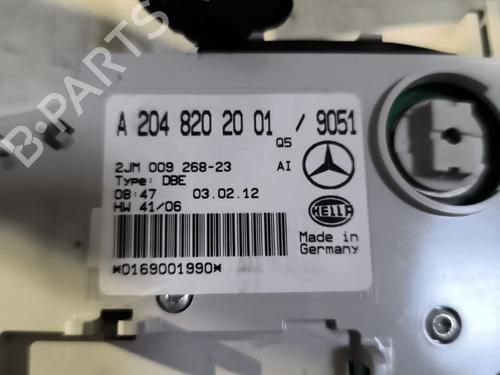 A 204 820 20 01 / 9051
Q5
2JM 009 268-23 AI
Type: DBE
08:47 03.02.12
HW 41/06
HELLA
Made in
Germany
*0169001990*
B-PARTS